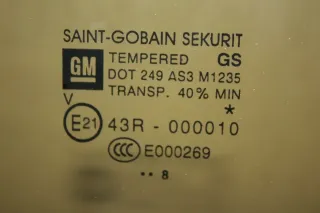 SAINT-GOBAIN SEKURIT
GM TEMPERED GS
DOT 249 AS3 M1235
TRANSP. 40% MIN
V *
E21 43R - 000010
CCC E000269
•• 8